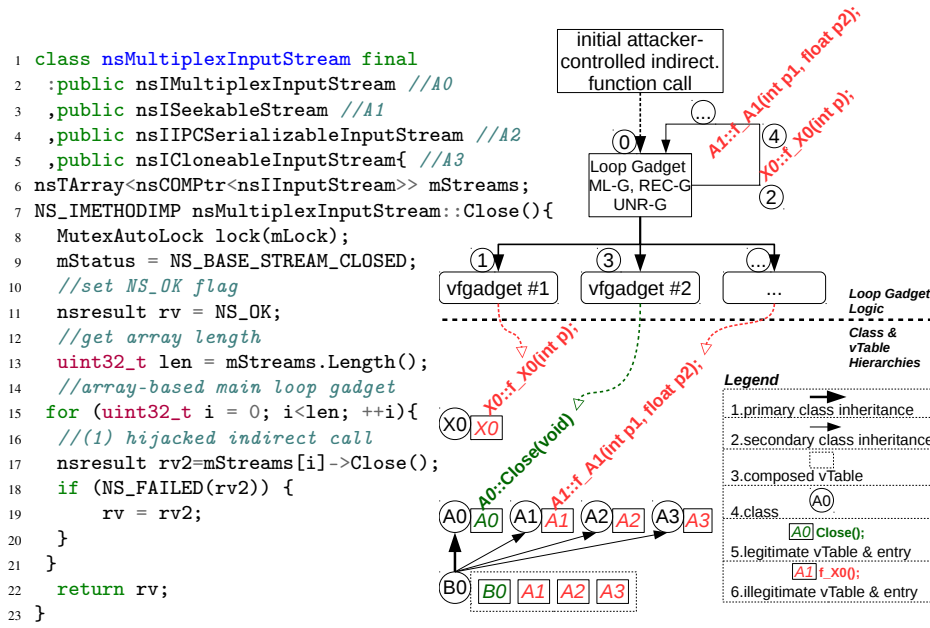 1 class nsMultiplexInputStream final
2 :public nsIMultiplexInputStream //A0
3 ,public nsISeekableStream //A1
4 ,public nsIIPCSerializableInputStream //A2
5 ,public nsICloneableInputStream{ //A3
6 nsTArray<nsCOMPtr<nsIInputStream>> mStreams;
7 NS_IMETHODIMP nsMultiplexInputStream::Close(){
8 MutexAutoLock lock(mLock);
9 mStatus = NS_BASE_STREAM_CLOSED;
10 //set NS_OK flag
11 nsresult rv = NS_OK;
12 //get array length
13 uint32_t len = mStreams.Length();
14 //array-based main loop gadget
15 for (uint32_t i = 0; i<len; ++i){
16 //(1) hijacked indirect call
17 nsresult rv2=mStreams[i]->Close();
18 if (NS_FAILED(rv2)) {
19 rv = rv2;
20 }
21 }
22 return rv;
23 }
initial attacker-
controlled indirect.
function call
...
A1::f_A1(int p1, float p2);
0
4
X0::f_X0(int p);
Loop Gadget
ML-G, REC-G
UNR-G
2
1
3
...
vfgadget #1
vfgadget #2
...
Loop Gadget
Logic
Class &
vTable
Hierarchies
X0::f_X0(int p);
A0::Close(void)
A1::f_A1(int p1, float p2);
X0 X0
A0 A0 A1 A1 A2 A2 A3 A3
B0 B0 A1 A2 A3
Legend
1.primary class inheritance
2.secondary class inheritance
3.composed vTable
A0
4.class
A0 Close();
5.legitimate vTable & entry
A1 f_X0();
6.illegitimate vTable & entry